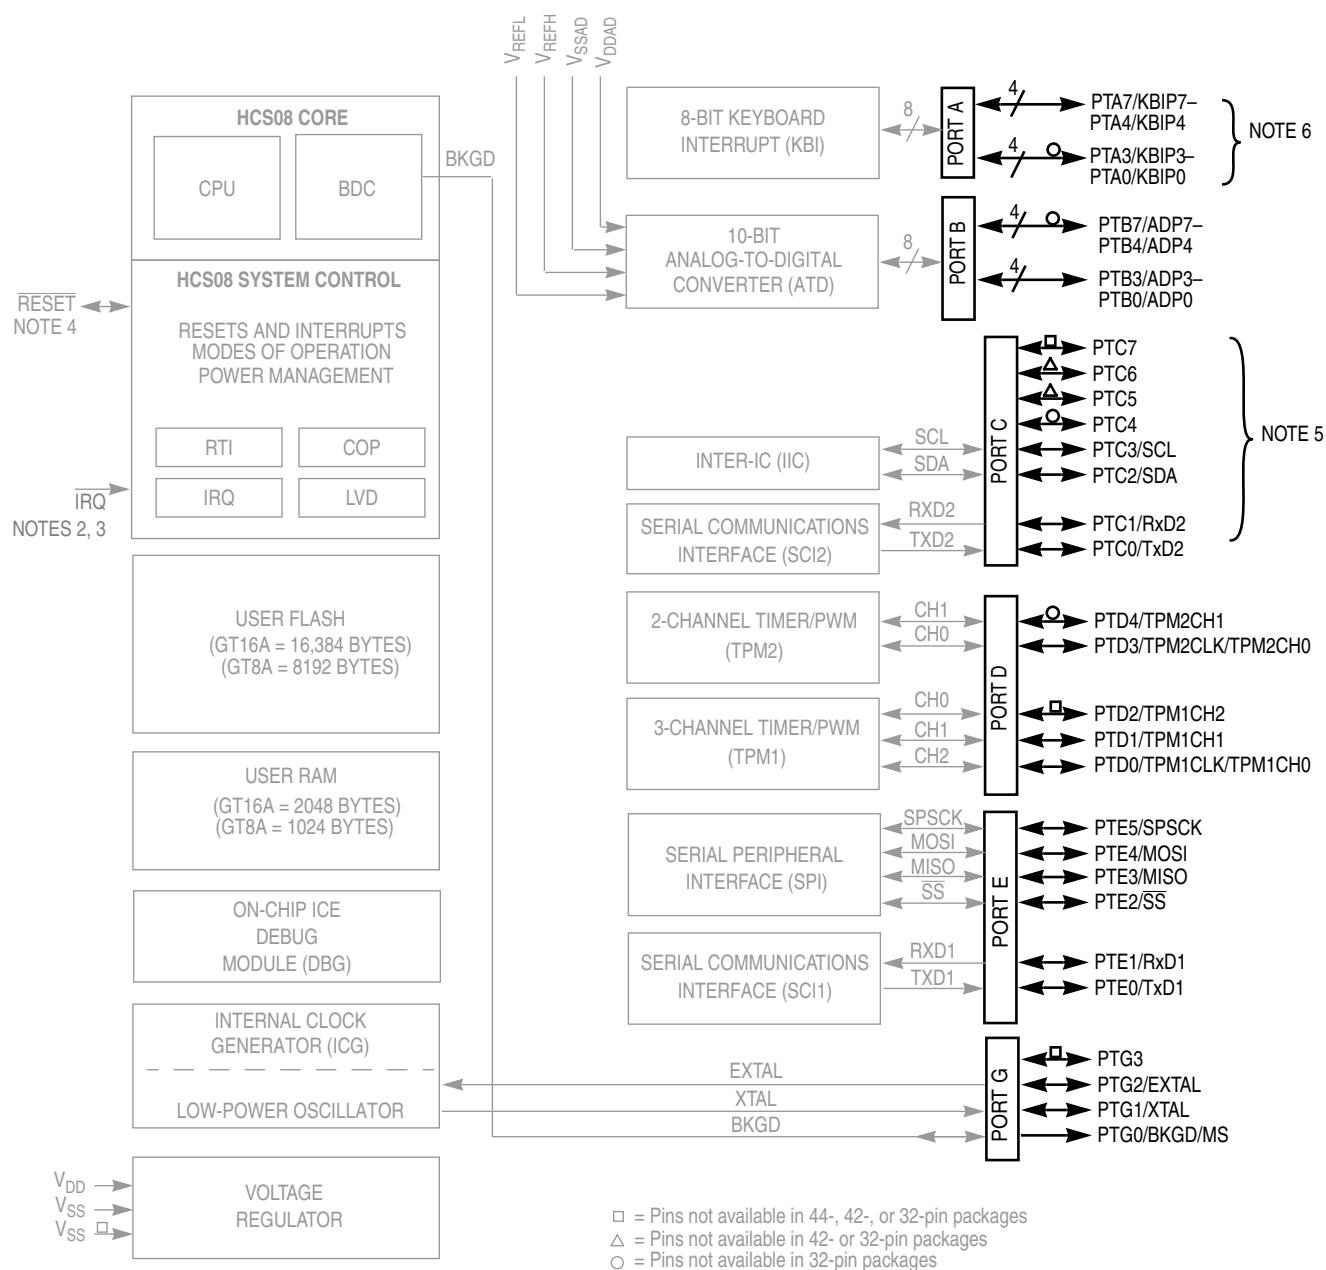 VREFL
VREFH
VSSAD
VDDAD
HCS08 CORE
CPU
BDC
BKGD
HCS08 SYSTEM CONTROL
RESET
NOTE 4
RESETS AND INTERRUPTS
MODES OF OPERATION
POWER MANAGEMENT
RTI
COP
IRQ
LVD
IRQ
NOTES 2, 3
USER FLASH
(GT16A = 16,384 BYTES)
(GT8A = 8192 BYTES)
USER RAM
(GT16A = 2048 BYTES)
(GT8A = 1024 BYTES)
ON-CHIP ICE
DEBUG
MODULE (DBG)
INTERNAL CLOCK
GENERATOR (ICG)
LOW-POWER OSCILLATOR
VDD
VSS
VSS
VOLTAGE
REGULATOR
8-BIT KEYBOARD
INTERRUPT (KBI)
8
PORT A
4
PTA7/KBIP7–
PTA4/KBIP4
4
PTA3/KBIP3–
PTA0/KBIP0
NOTE 6
10-BIT
ANALOG-TO-DIGITAL
CONVERTER (ATD)
8
PORT B
4
PTB7/ADP7–
PTB4/ADP4
4
PTB3/ADP3–
PTB0/ADP0
INTER-IC (IIC)
SCL
SDA
SERIAL COMMUNICATIONS
INTERFACE (SCI2)
RXD2
TXD2
PORT C
PTC7
PTC6
PTC5
PTC4
PTC3/SCL
PTC2/SDA
PTC1/RxD2
PTC0/TxD2
NOTE 5
2-CHANNEL TIMER/PWM
(TPM2)
CH1
CH0
3-CHANNEL TIMER/PWM
(TPM1)
CH0
CH1
CH2
PORT D
PTD4/TPM2CH1
PTD3/TPM2CLK/TPM2CH0
PTD2/TPM1CH2
PTD1/TPM1CH1
PTD0/TPM1CLK/TPM1CH0
SERIAL PERIPHERAL
INTERFACE (SPI)
SPSCK
MOSI
MISO
SS
SERIAL COMMUNICATIONS
INTERFACE (SCI1)
RXD1
TXD1
PORT E
PTE5/SPSCK
PTE4/MOSI
PTE3/MISO
PTE2/SS
PTE1/RxD1
PTE0/TxD1
EXTAL
XTAL
BKGD
PORT G
PTG3
PTG2/EXTAL
PTG1/XTAL
PTG0/BKGD/MS
□ = Pins not available in 44-, 42-, or 32-pin packages
△ = Pins not available in 42- or 32-pin packages
○ = Pins not available in 32-pin packages